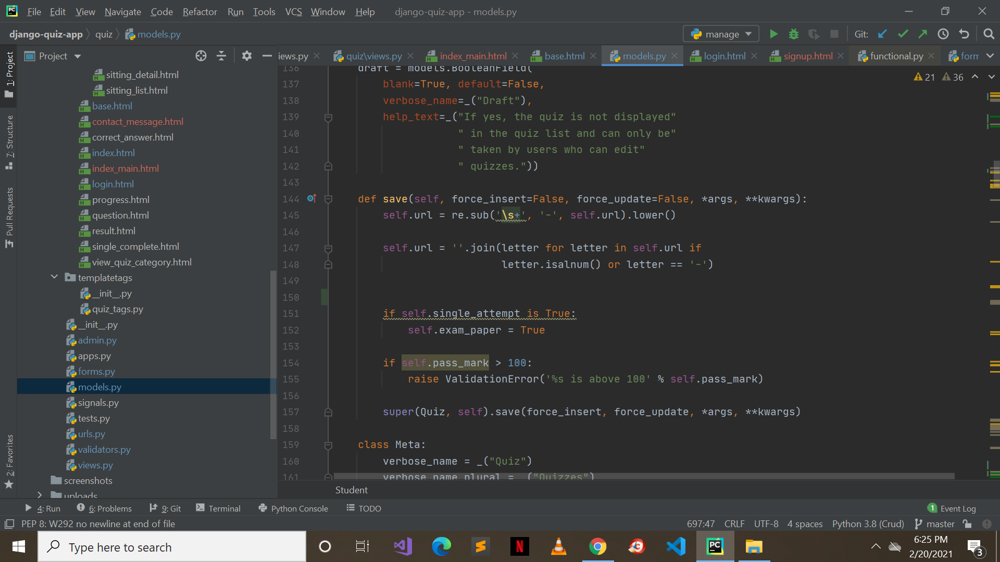 File Edit View Navigate Code Refactor Run Tools VCS Window Help django-quiz-app - models.py
django-quiz-app quiz models.py manage Git:
Project
iews.py quiz\views.py index_main.html base.html models.py login.html signup.html functional.py form
1: Project
7: Structure
Pull Requests
2: Favorites
sitting_detail.html
sitting_list.html
base.html
contact_message.html
correct_answer.html
index.html
index_main.html
login.html
progress.html
question.html
result.html
single_complete.html
view_quiz_category.html
templatetags
__init__.py
quiz_tags.py
__init__.py
admin.py
apps.py
forms.py
models.py
signals.py
tests.py
urls.py
validators.py
views.py
screenshots
uploads
21 36
136 draft = models.BooleanField(
137 blank=True, default=False,
138 verbose_name=_("Draft"),
139 help_text=_("If yes, the quiz is not displayed"
140 " in the quiz list and can only be"
141 " taken by users who can edit"
142 " quizzes."))
143
144 def save(self, force_insert=False, force_update=False, *args, **kwargs):
145 self.url = re.sub('\s+', '-', self.url).lower()
146
147 self.url = ''.join(letter for letter in self.url if
148 letter.isalnum() or letter == '-')
149
150
151 if self.single_attempt is True:
152 self.exam_paper = True
153
154 if self.pass_mark > 100:
155 raise ValidationError('%s is above 100' % self.pass_mark)
156
157 super(Quiz, self).save(force_insert, force_update, *args, **kwargs)
158
159 class Meta:
160 verbose_name = _("Quiz")
161 verbose_name_plural = _("Quizzes")
Student
4: Run 6: Problems 9: Git Terminal Python Console TODO 1 Event Log
PEP 8: W292 no newline at end of file 697:47 CRLF UTF-8 4 spaces Python 3.8 (Crud) master
Type here to search
6:25 PM
2/20/2021
3